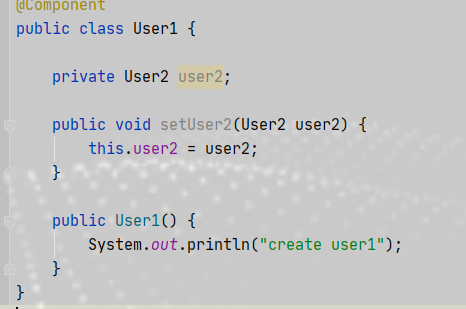 @Component
public class User1 {
private User2 user2;
public void setUser2(User2 user2) {
this.user2 = user2;
}
public User1() {
System.out.println("create user1");
}
}